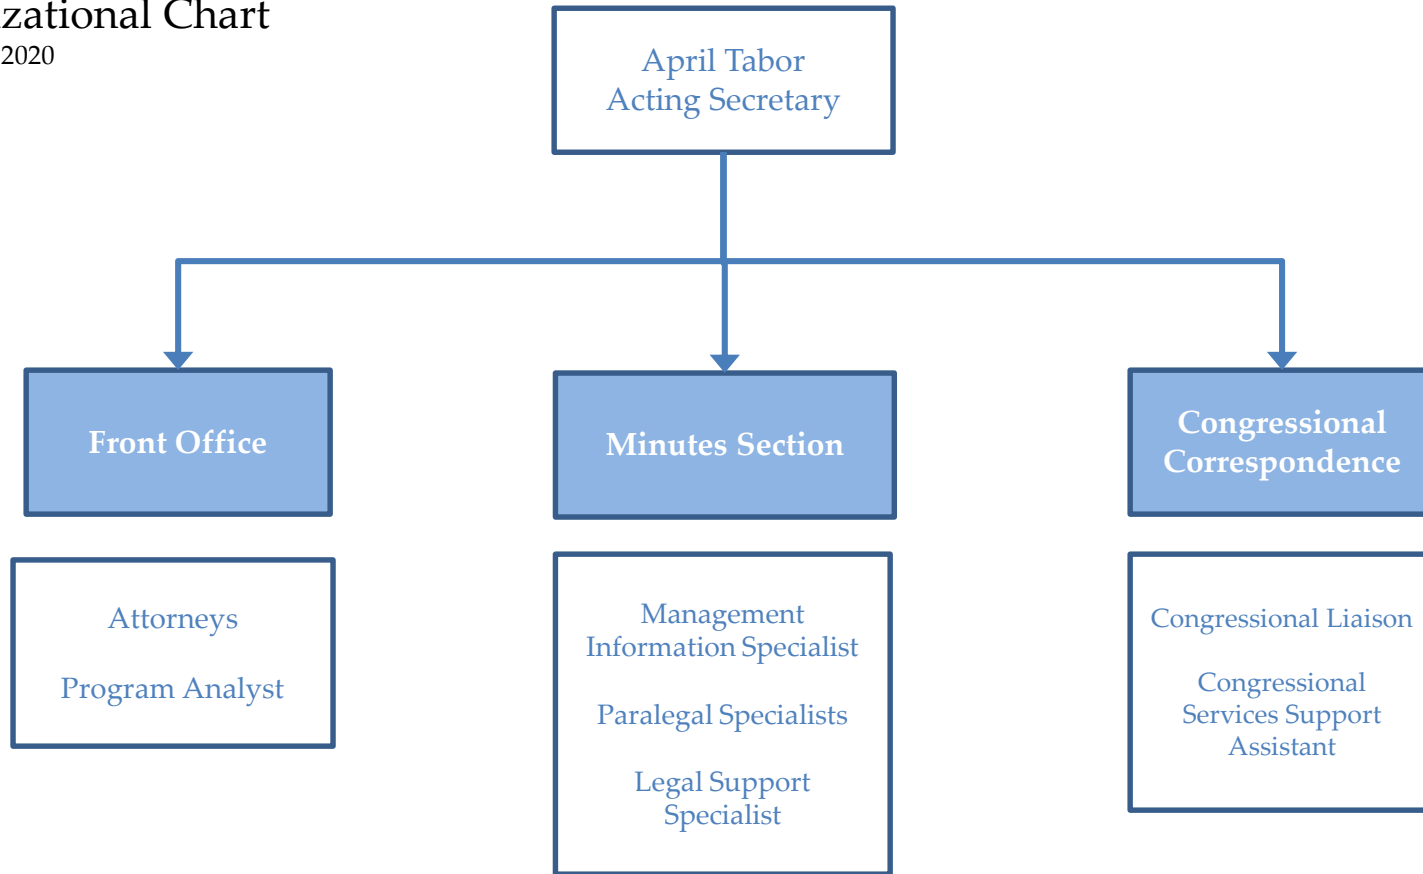 zational Chart
2020
April Tabor
Acting Secretary
Front Office
Minutes Section
Congressional
Correspondence
Attorneys
Program Analyst
Management
Information Specialist
Paralegal Specialists
Legal Support
Specialist
Congressional Liaison
Congressional
Services Support
Assistant